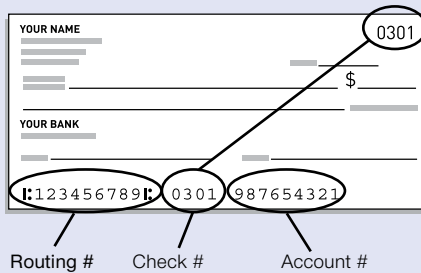 YOUR NAME
0301
$
YOUR BANK
⑆123456789⑆ 0301 987654321
Routing # Check # Account #